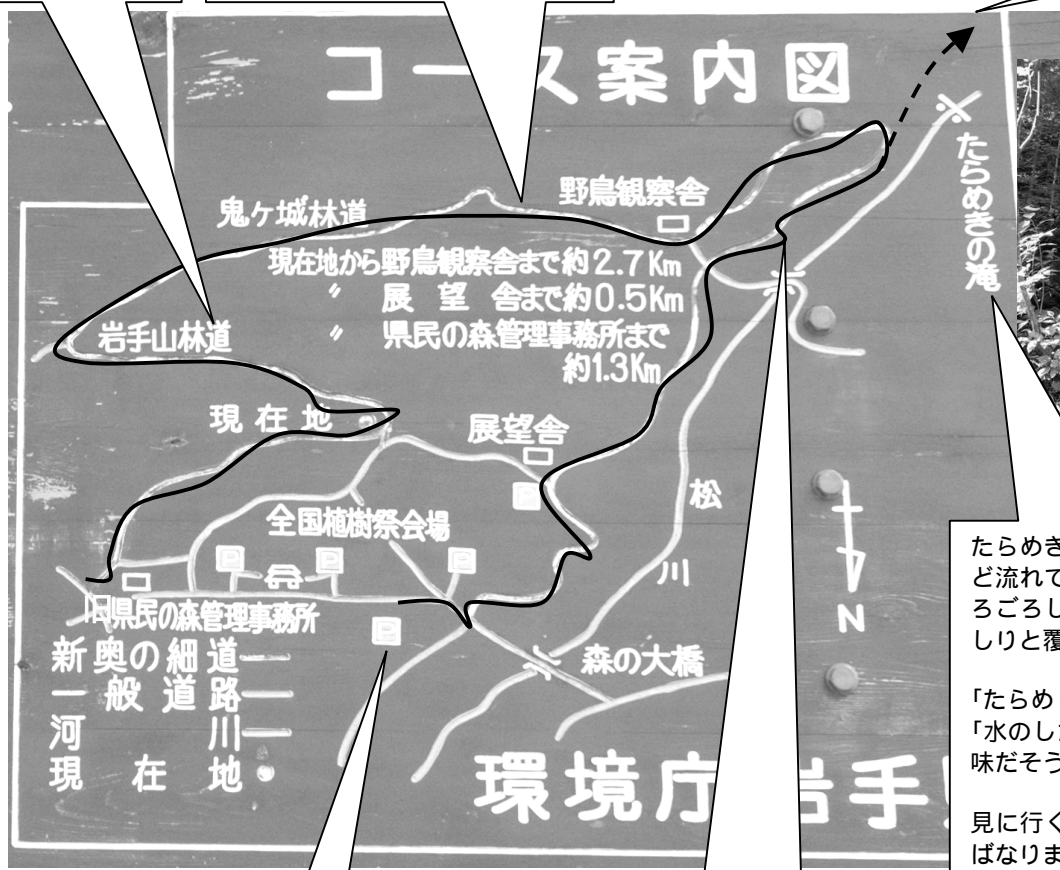 コース案内図
たらめきの滝
野鳥観察舎
鬼ケ城林道
現在地から野鳥観察舎まで約2.7Km
〃 展望舎まで約0.5Km
〃 県民の森管理事務所まで
約1.3Km
岩手山林道
現在地
展望舎
P
松川
全国植樹祭会場
P P P
旧県民の森管理事務所
P
N
森の大橋
新奥の細道
一般道路
河川
現在地
環境庁 岩手
たらめき
ど流れて
ろごろし
しりと覆
「たらめ
「水のし
味だそう
見に行く
ばなりま